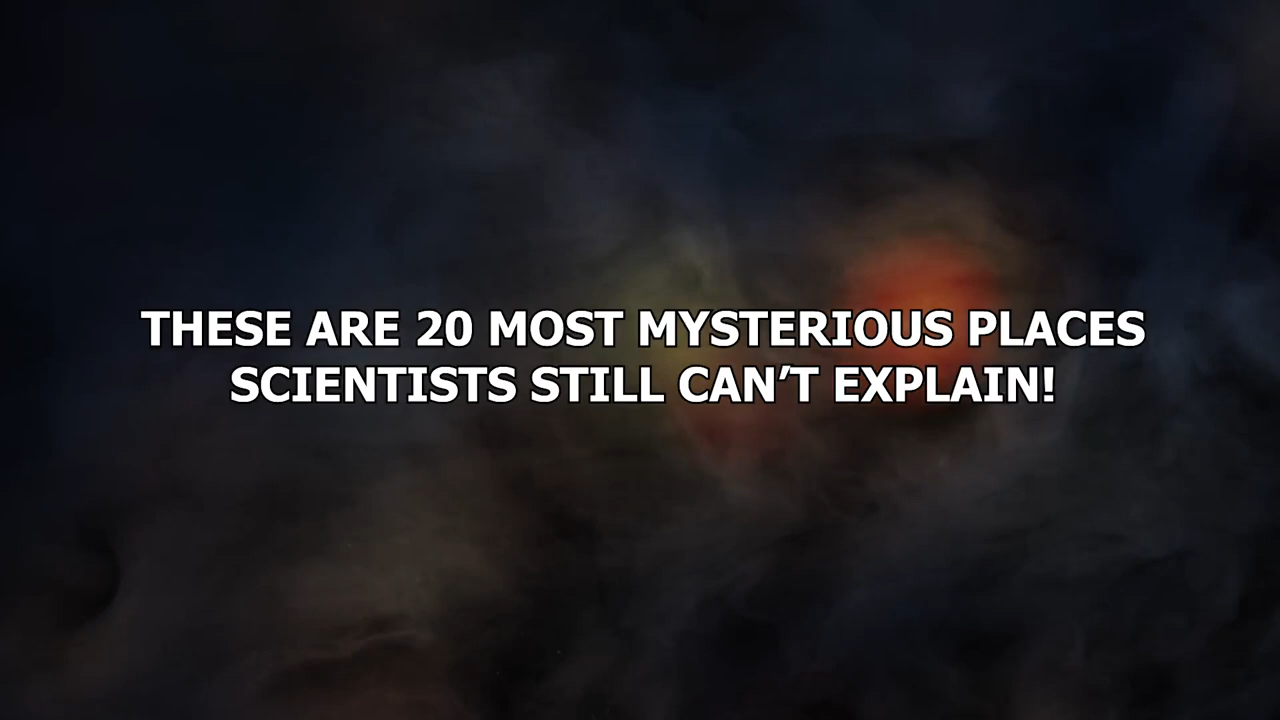 THESE ARE 20 MOST MYSTERIOUS PLACES
SCIENTISTS STILL CAN’T EXPLAIN!